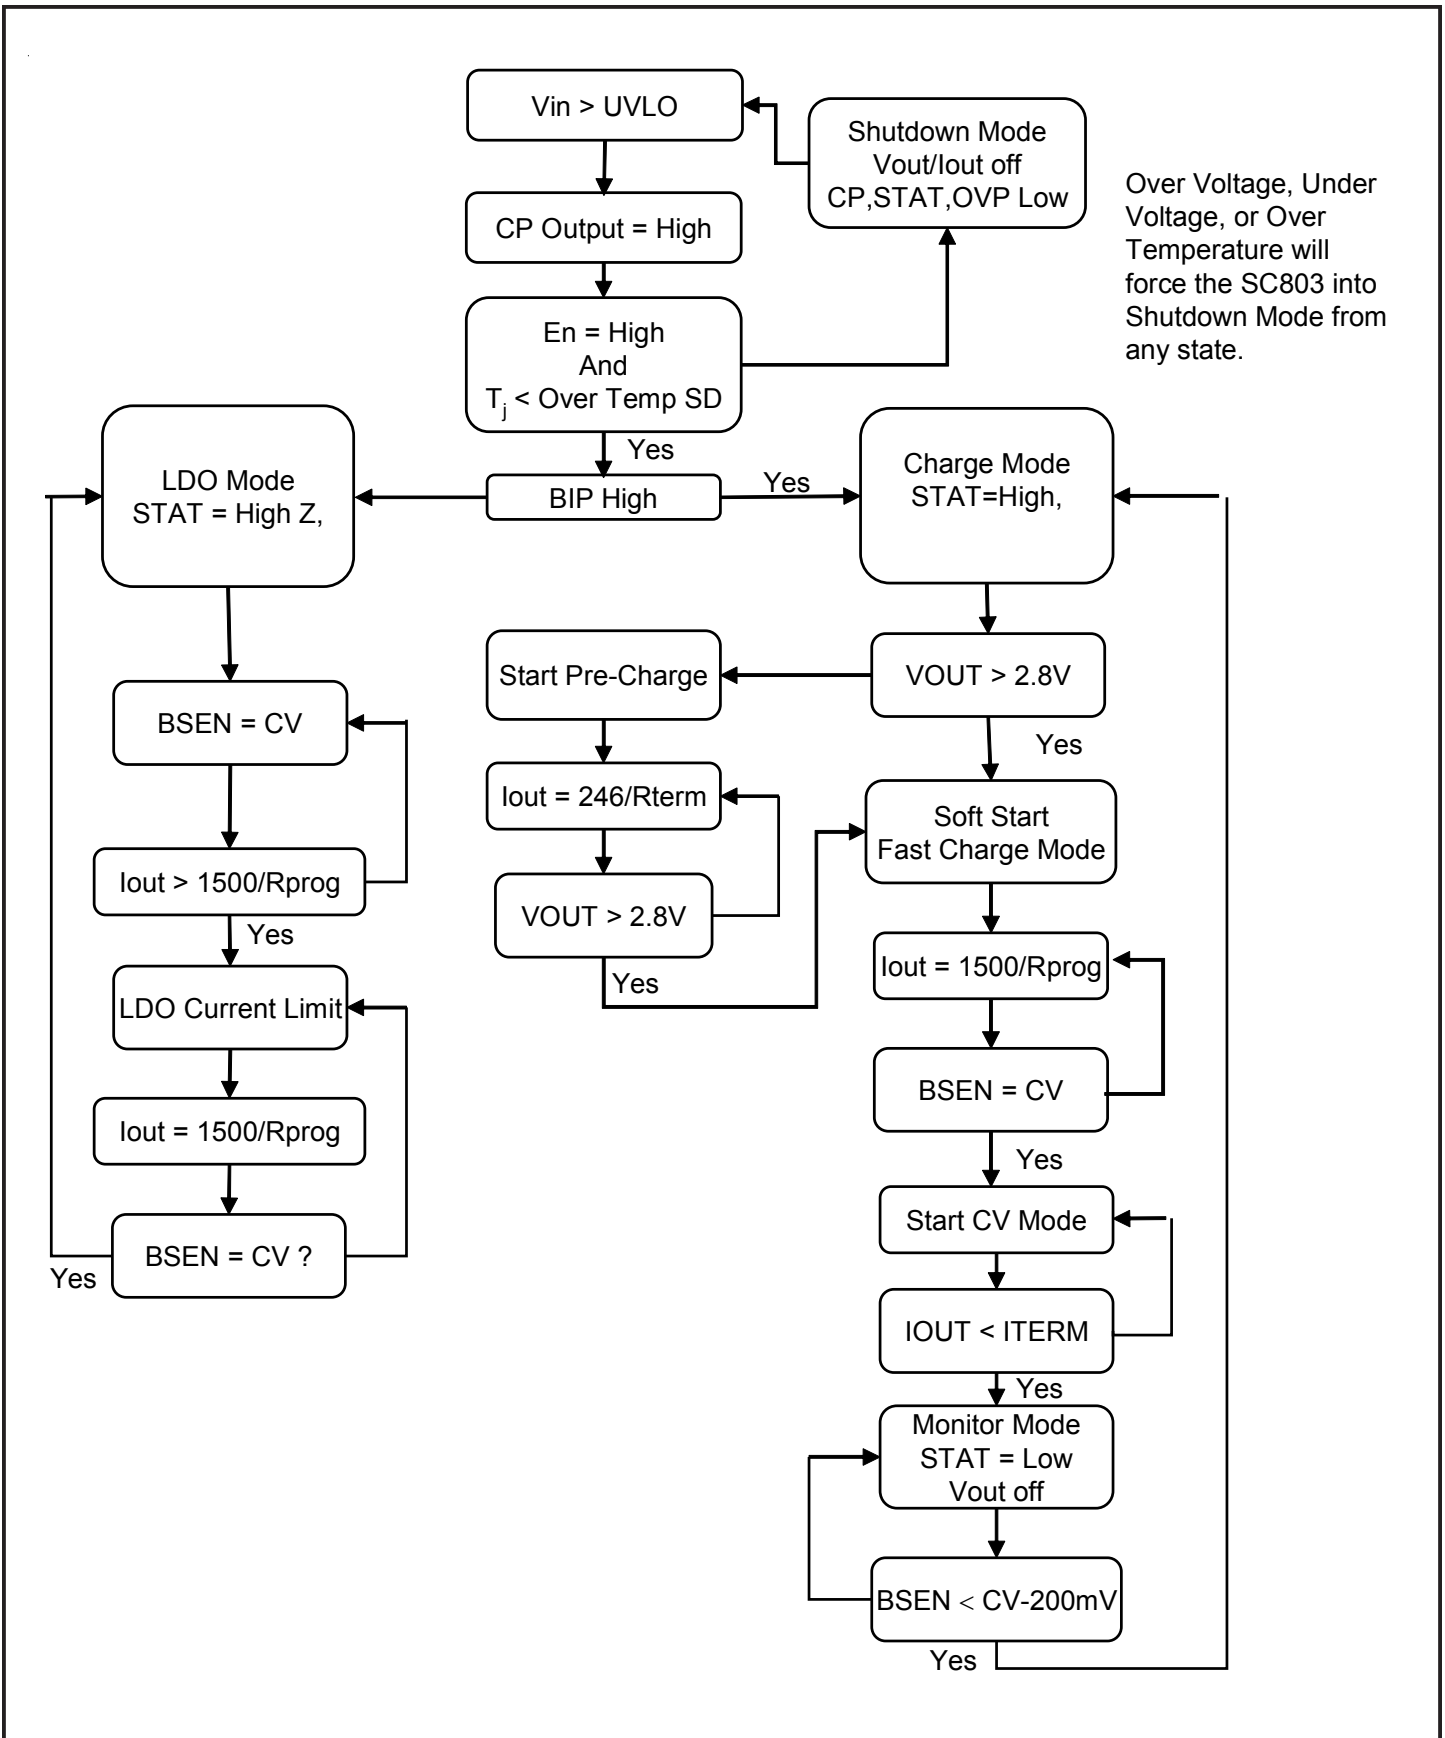 Vin > UVLO
Shutdown Mode
Vout/Iout off
CP,STAT,OVP Low
Over Voltage, Under
Voltage, or Over
Temperature will
force the SC803 into
Shutdown Mode from
any state.
CP Output = High
En = High
And
Tj < Over Temp SD
Yes
LDO Mode
STAT = High Z,
BIP High
Yes
Charge Mode
STAT=High,
Start Pre-Charge
VOUT > 2.8V
Yes
BSEN = CV
Iout = 246/Rterm
Soft Start
Fast Charge Mode
Iout > 1500/Rprog
Yes
VOUT > 2.8V
Yes
Iout = 1500/Rprog
LDO Current Limit
BSEN = CV
Yes
Iout = 1500/Rprog
Start CV Mode
BSEN = CV ?
Yes
IOUT < ITERM
Yes
Monitor Mode
STAT = Low
Vout off
BSEN < CV-200mV
Yes